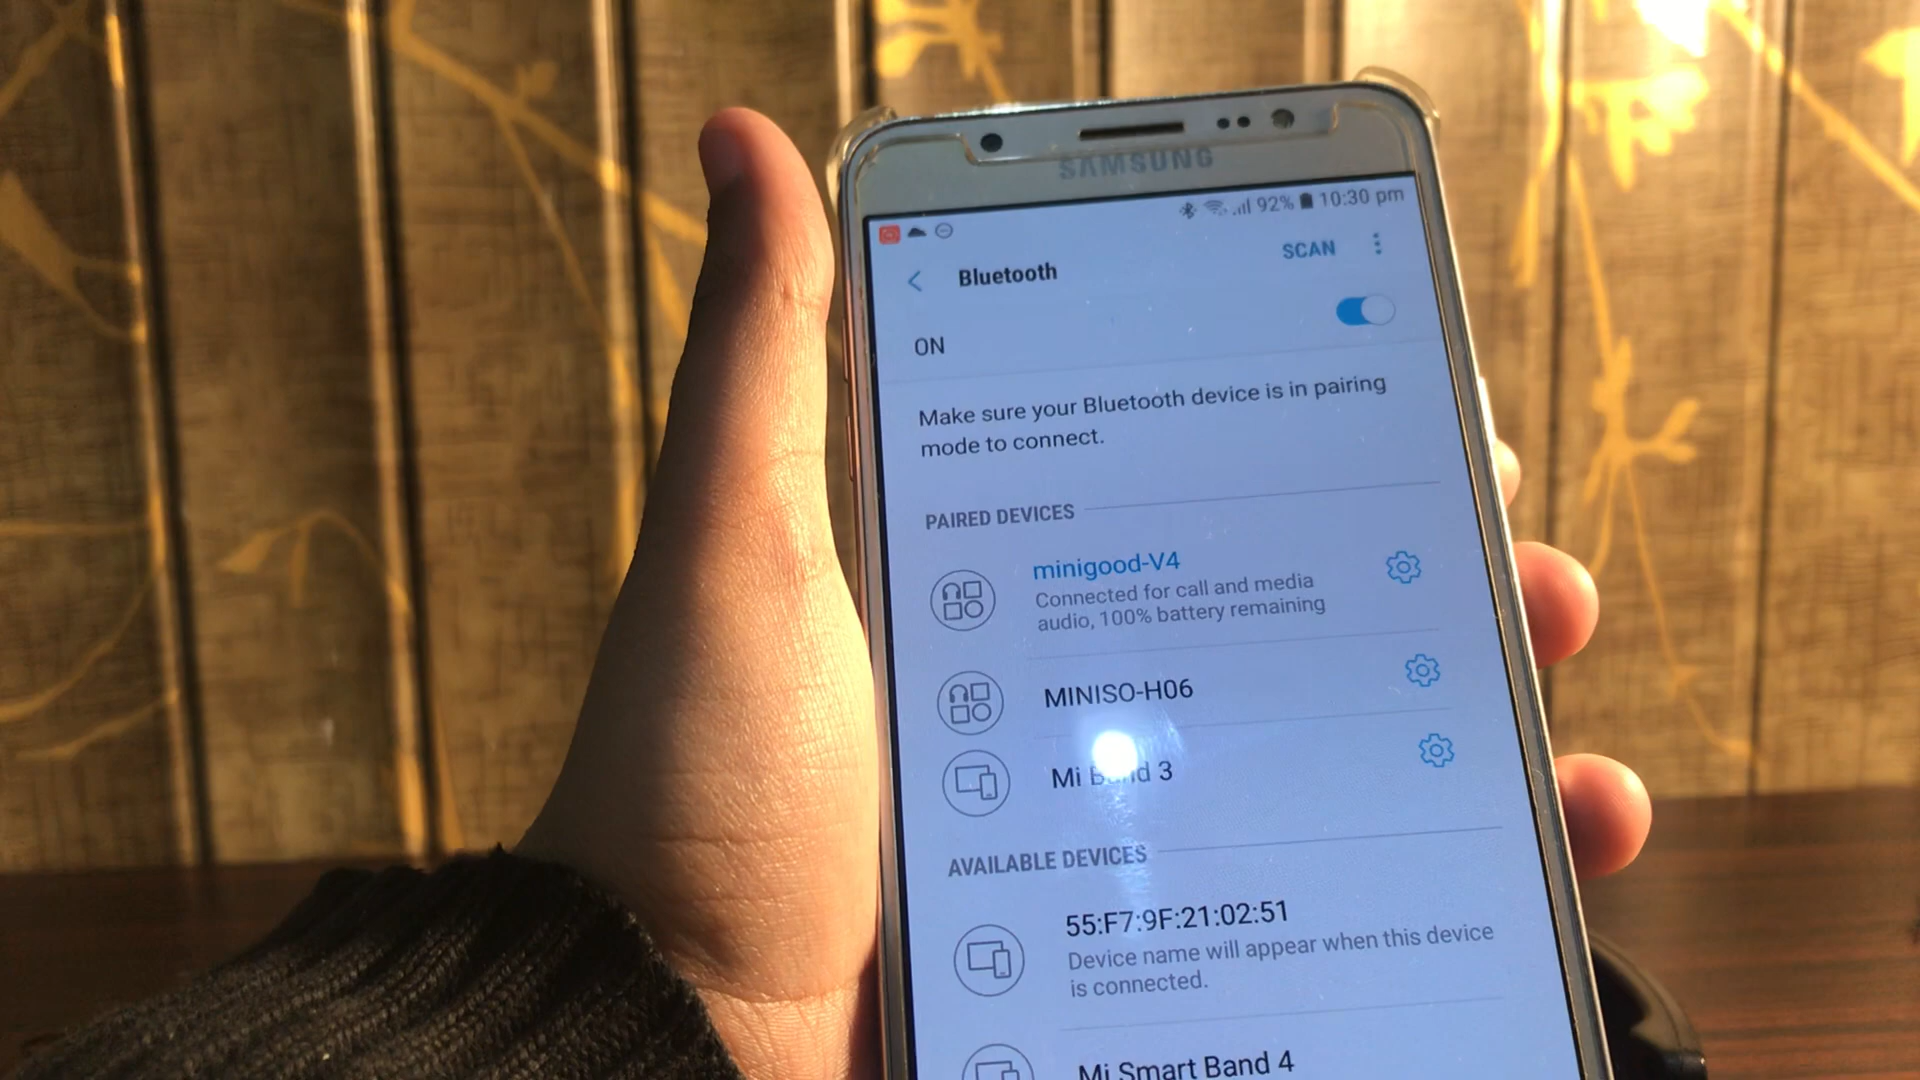 SAMSUNG
92% 10:30 pm
Bluetooth
SCAN
ON
Make sure your Bluetooth device is in pairing
mode to connect.
PAIRED DEVICES
minigood-V4
Connected for call and media
audio, 100% battery remaining
MINISO-H06
Mi Band 3
AVAILABLE DEVICES
55:F7:9F:21:02:51
Device name will appear when this device
is connected.
Mi Smart Band 4